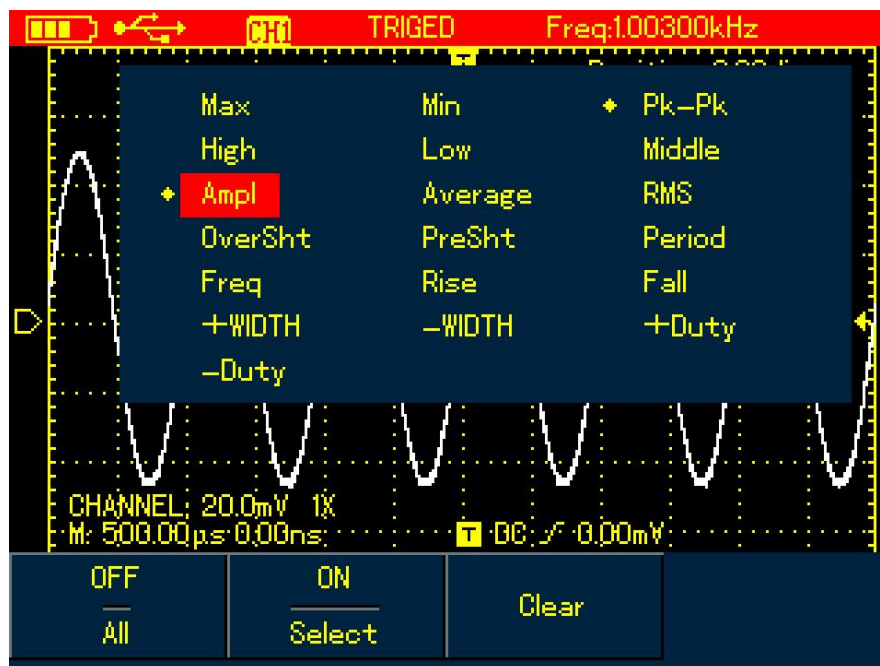 CH1 TRIGED Freq:1.00300kHz
T
Max Min Pk-Pk
High Low Middle
Ampl Average RMS
OverSht PreSht Period
Freq Rise Fall
+WIDTH -WIDTH +Duty
-Duty
CHANNEL: 20.0mV 1X
M: 500.00µs 0.00ns T DC 0.00mV
OFF ON
Clear
All Select